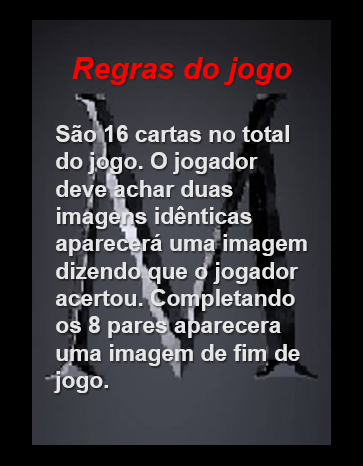 Regras do jogo
São 16 cartas no total
do jogo. O jogador
deve achar duas
imagens idênticas
aparecerá uma imagem
dizendo que o jogador
acertou. Completando
os 8 pares aparecera
uma imagem de fim de
jogo.